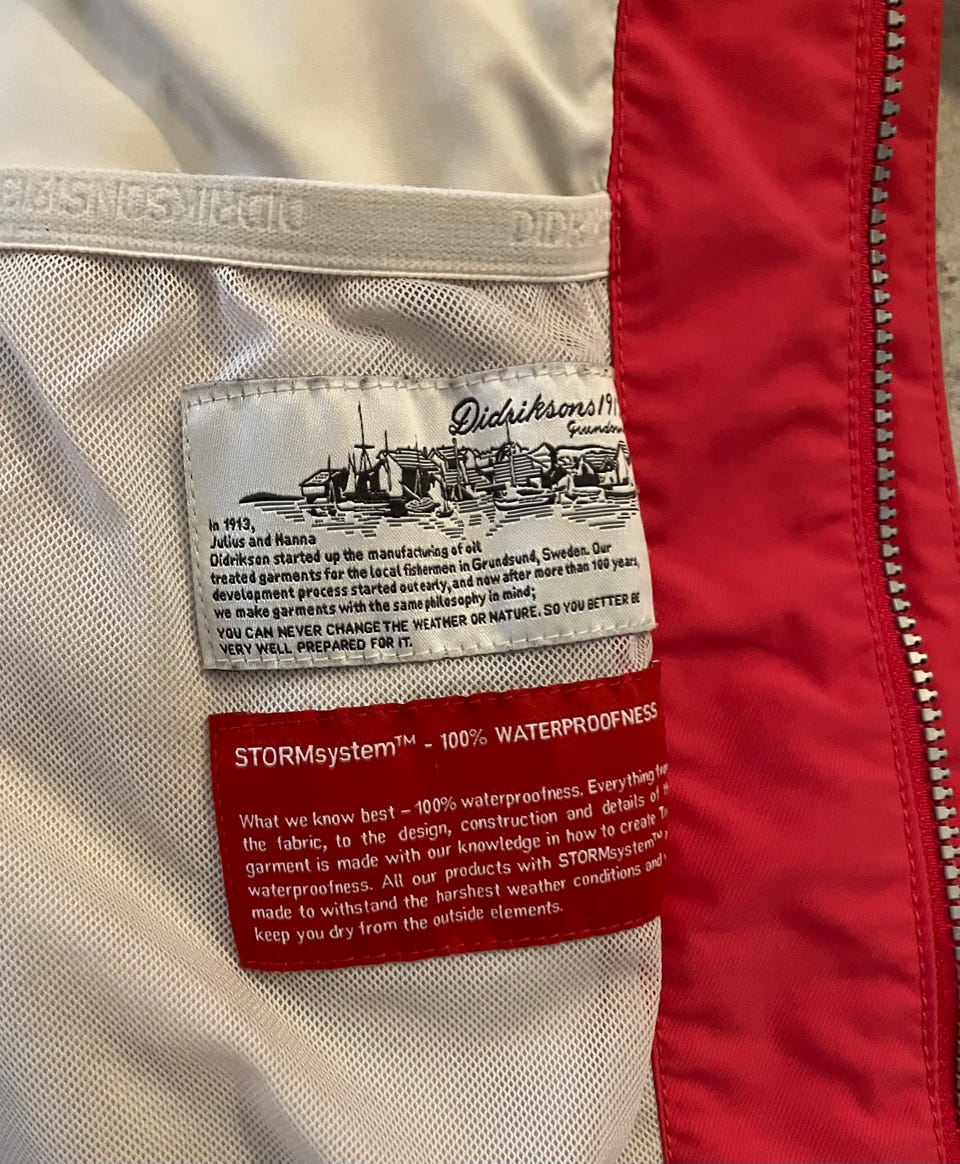 DIDRIKSONS
Didriksons
In 1913,
Julius and Hanna
Didrikson started up the manufacturing of oil
treated garments for the local fishermen in Grundsund, Sweden. Our
development process started out early, and now after more than 100 years,
we make garments with the same philosophy in mind;
YOU CAN NEVER CHANGE THE WEATHER OR NATURE. SO YOU BETTER BE
VERY WELL PREPARED FOR IT.
STORMsystem™ - 100% WATERPROOFNESS
What we know best – 100% waterproofness. Everything
the fabric, to the design, construction and details of
garment is made with our knowledge in how to create
waterproofness. All our products with STORMsystem™,
made to withstand the harshest weather conditions and
keep you dry from the outside elements.